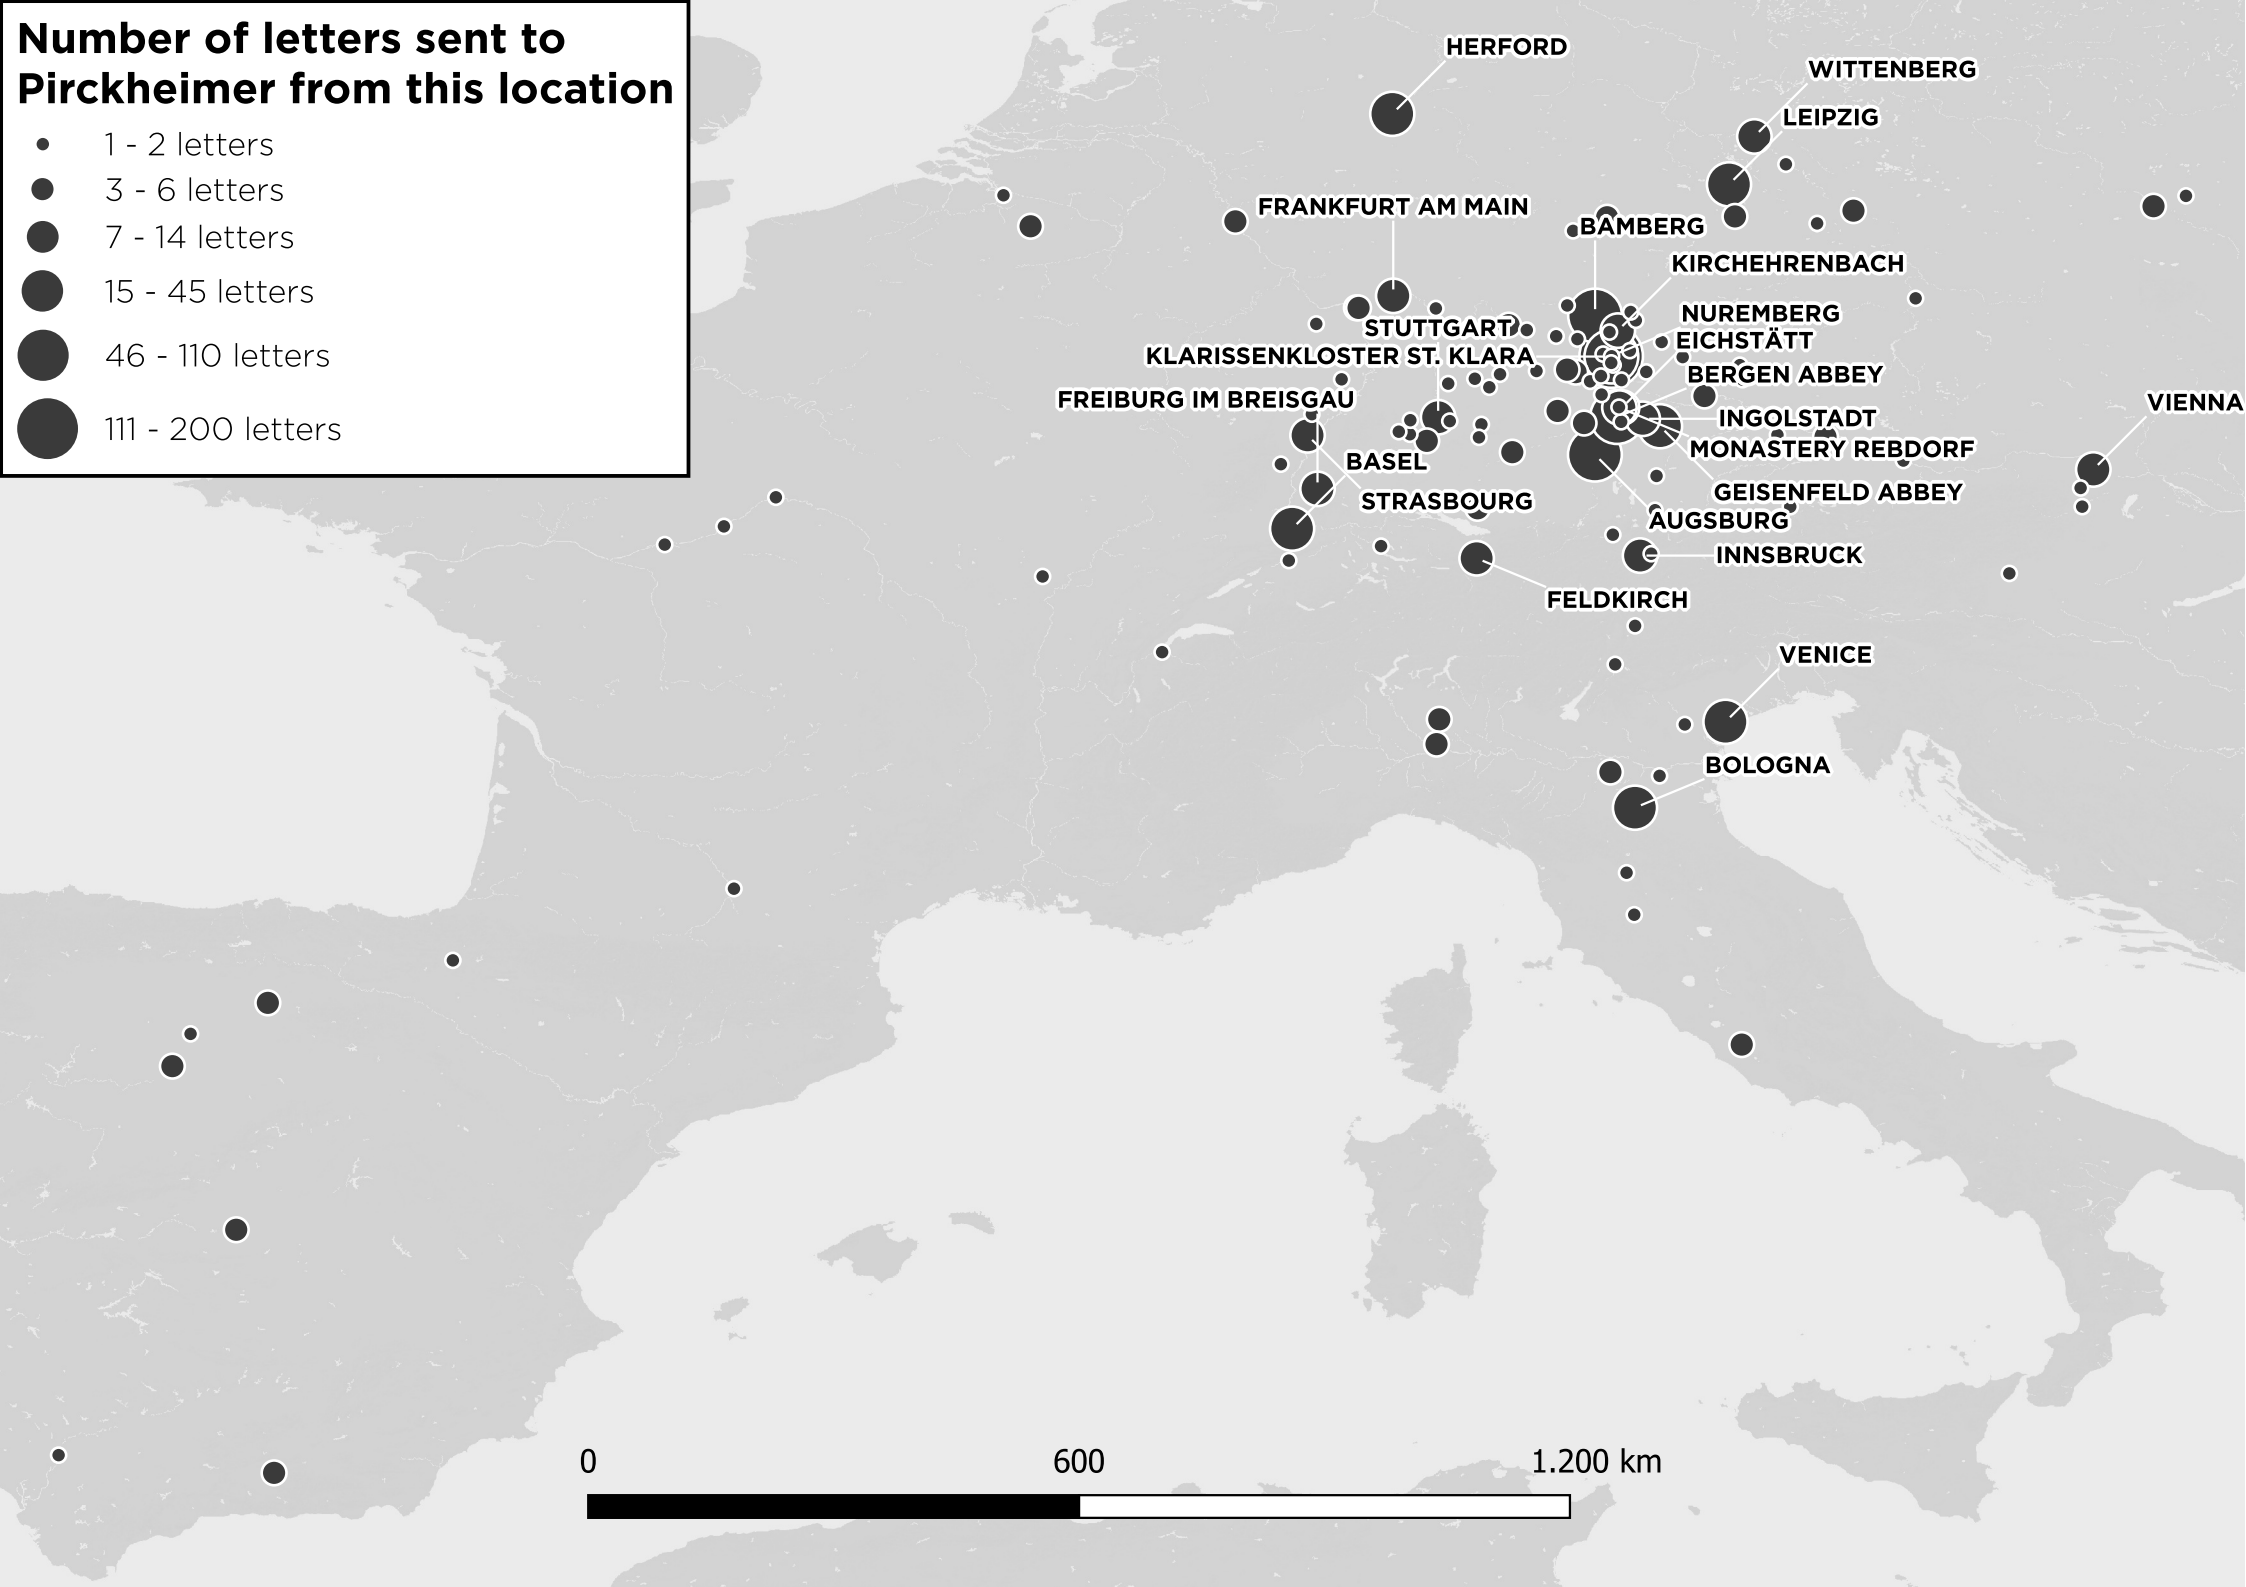 Number of letters sent to
Pirckheimer from this location
1 - 2 letters
3 - 6 letters
7 - 14 letters
15 - 45 letters
46 - 110 letters
111 - 200 letters
HERFORD
WITTENBERG
LEIPZIG
FRANKFURT AM MAIN
BAMBERG
KIRCHEHRENBACH
NUREMBERG
STUTTGART
EICHSTÄTT
KLARISSENKLOSTER ST. KLARA
BERGEN ABBEY
FREIBURG IM BREISGAU
VIENNA
INGOLSTADT
MONASTERY REBDORF
BASEL
GEISENFELD ABBEY
STRASBOURG
AUGSBURG
INNSBRUCK
FELDKIRCH
VENICE
BOLOGNA
0 600 1.200 km